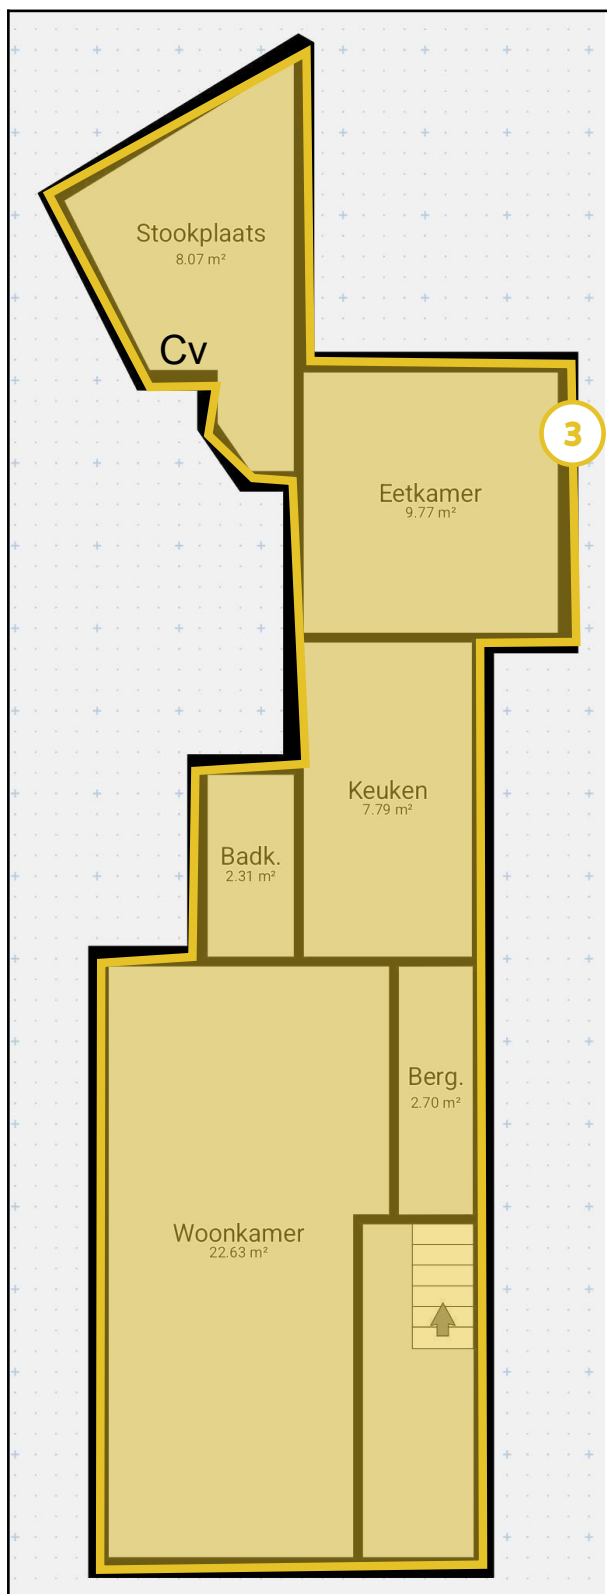 Stookplaats
8.07 m²
Cv
3
Eetkamer
9.77 m²
Keuken
7.79 m²
Badk.
2.31 m²
Berg.
2.70 m²
Woonkamer
22.63 m²